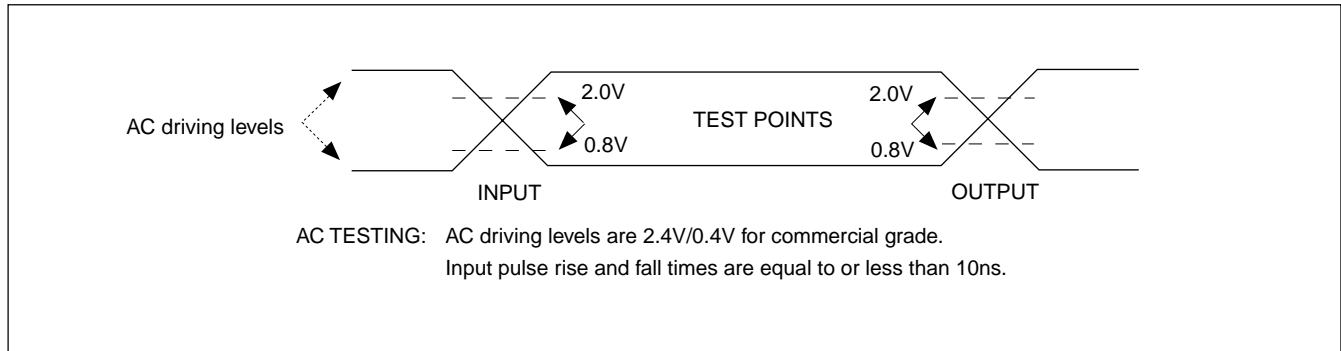 2.0V
2.0V
AC driving levels
TEST POINTS
0.8V
0.8V
INPUT
OUTPUT
AC TESTING: AC driving levels are 2.4V/0.4V for commercial grade.
Input pulse rise and fall times are equal to or less than 10ns.